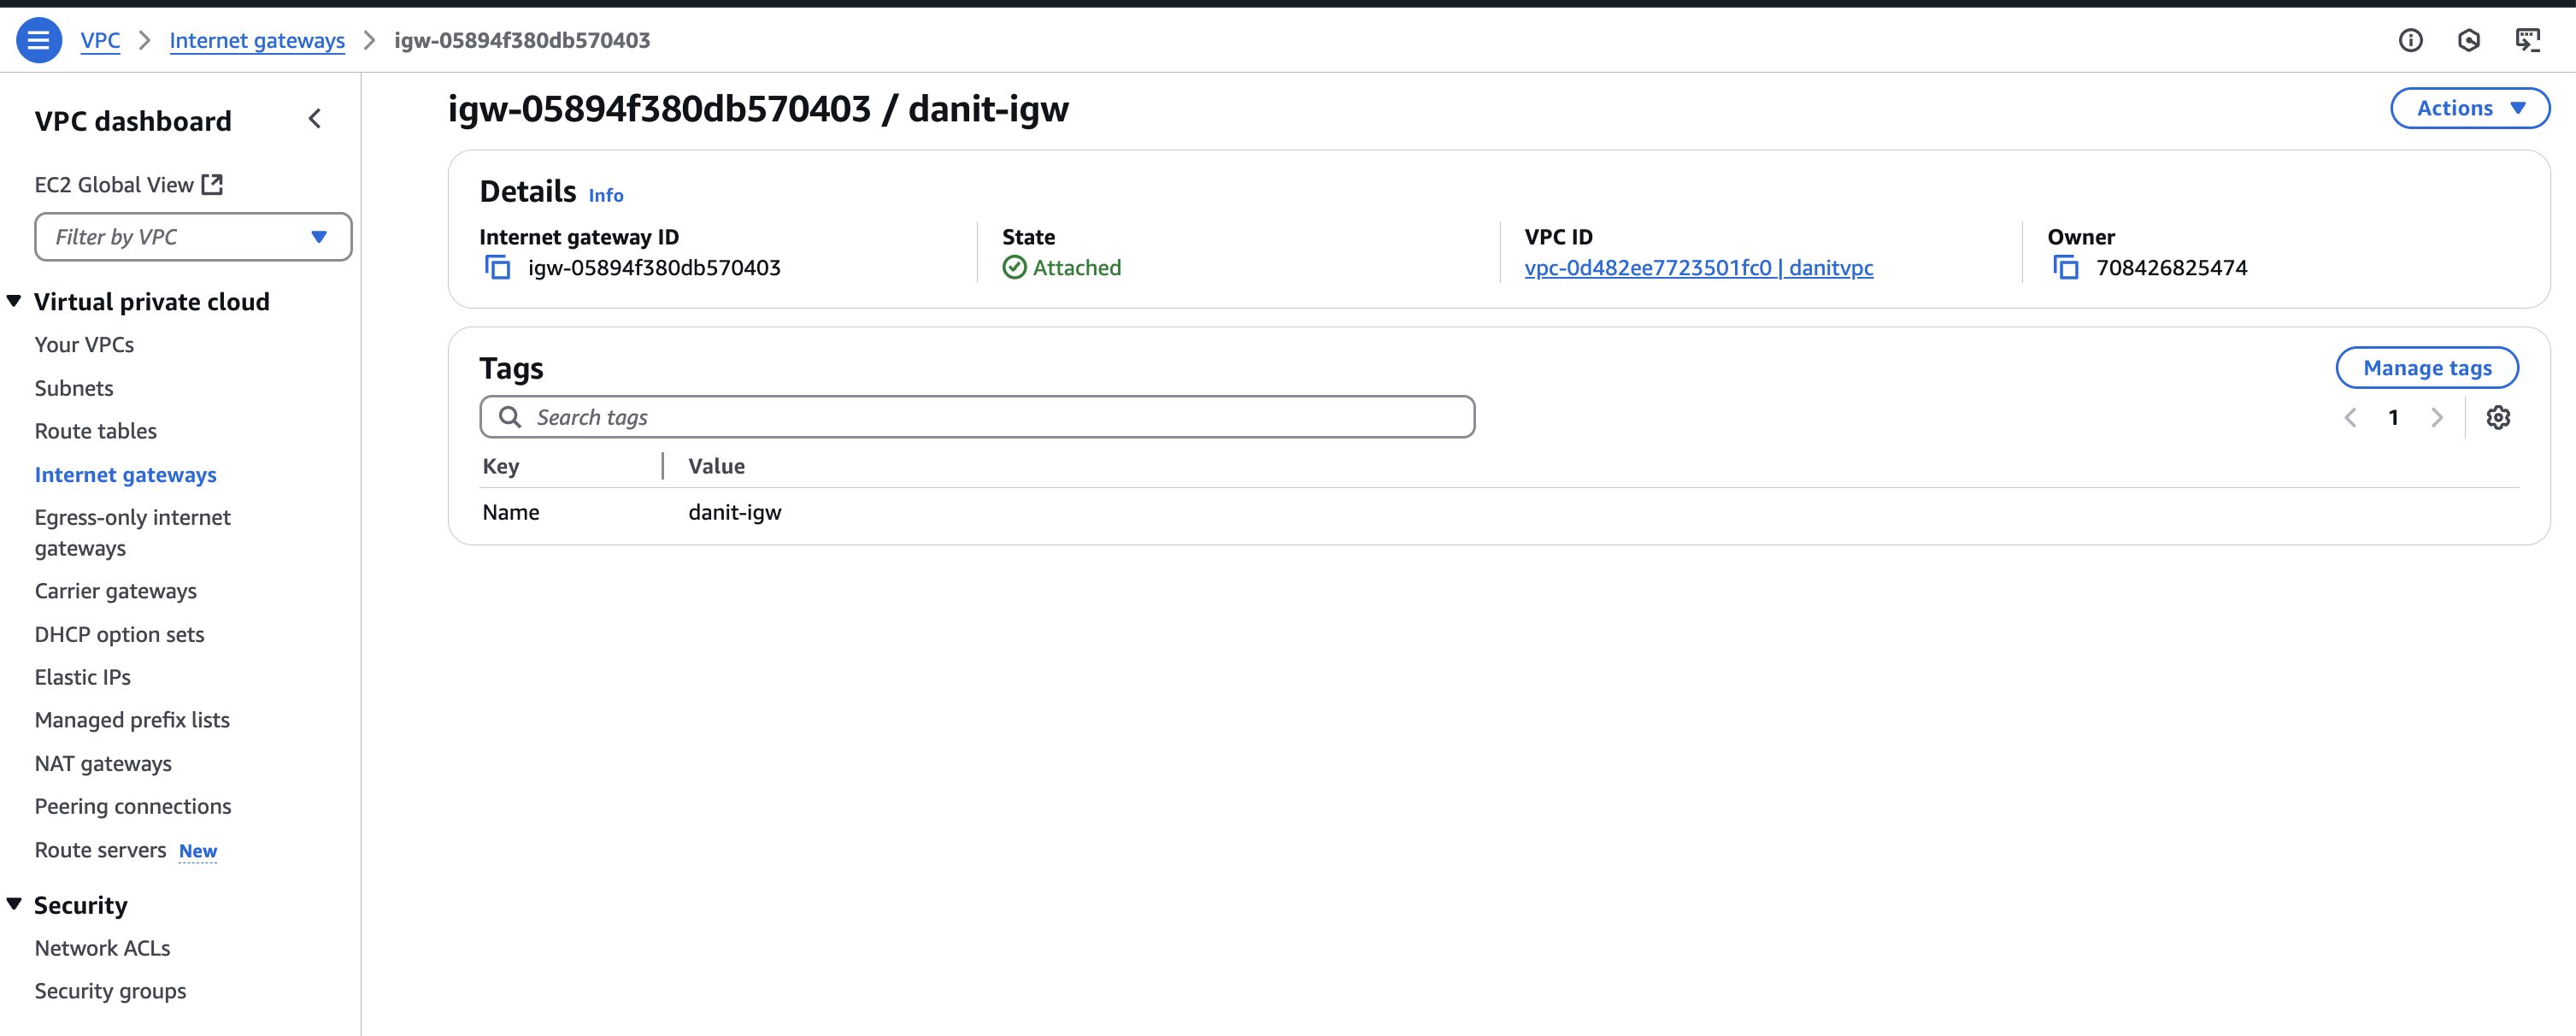 VPC > Internet gateways > igw-05894f380db570403
VPC dashboard
EC2 Global View
Filter by VPC
Virtual private cloud
Your VPCs
Subnets
Route tables
Internet gateways
Egress-only internet
gateways
Carrier gateways
DHCP option sets
Elastic IPs
Managed prefix lists
NAT gateways
Peering connections
Route servers New
Security
Network ACLs
Security groups
igw-05894f380db570403 / danit-igw
Actions
Details Info
Internet gateway ID
igw-05894f380db570403
State
Attached
VPC ID
vpc-0d482ee7723501fc0 | danitvpc
Owner
708426825474
Tags
Manage tags
Search tags
1
Key Value
Name danit-igw